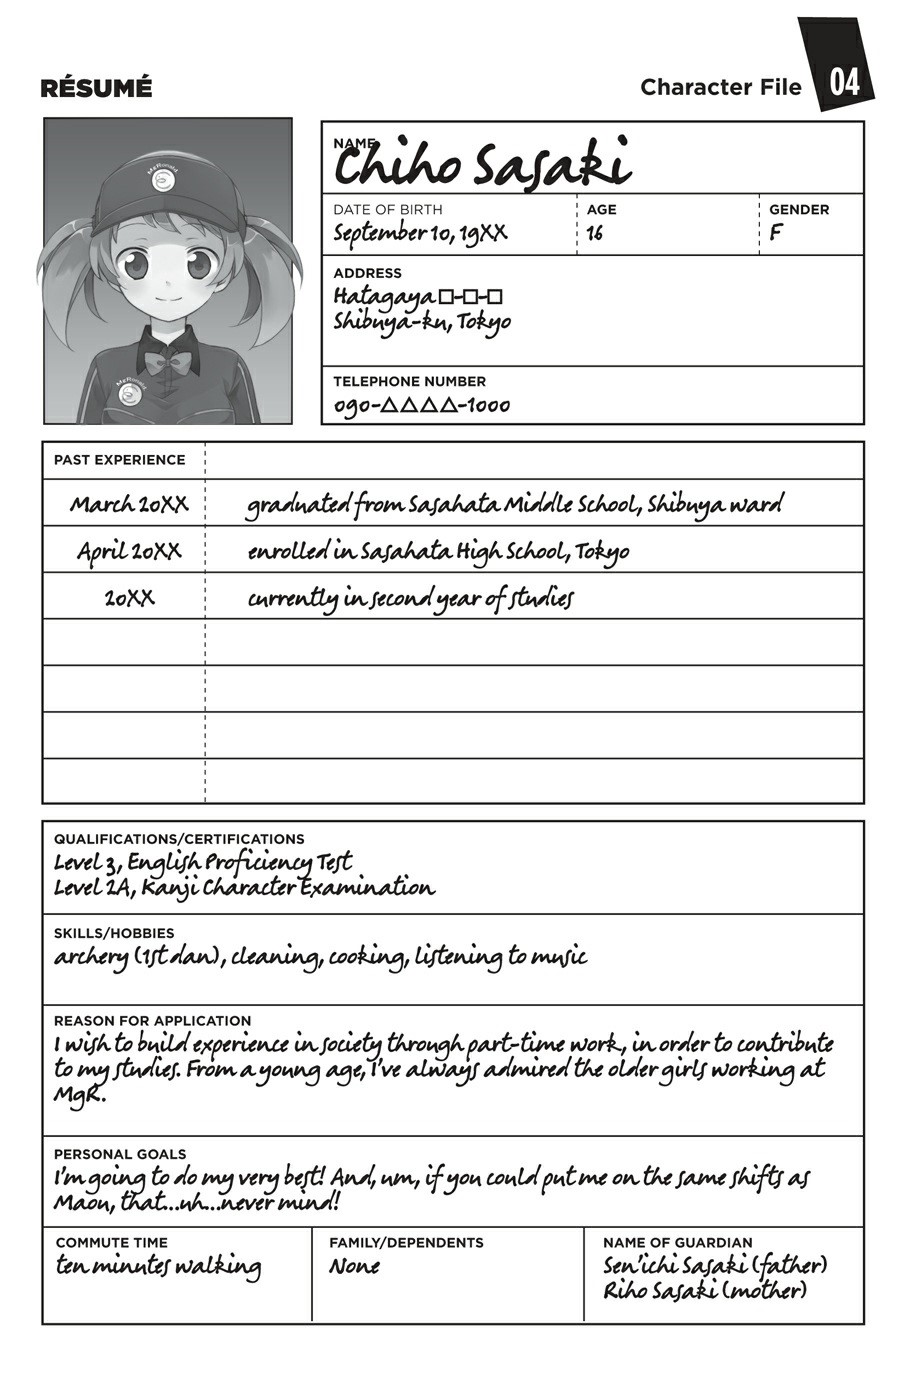 RÉSUMÉ
Character File 04
MgRonald
MgRonald
NAME
Chiho Sasaki
DATE OF BIRTH
September 10, 19XX
AGE
16
GENDER
F
ADDRESS
Hatagaya □-□-□
Shibuya-ku, Tokyo
TELEPHONE NUMBER
090-△△△△-1000
PAST EXPERIENCE
March 20XX graduated from Sasahata Middle School, Shibuya ward
April 20XX enrolled in Sasahata High School, Tokyo
20XX currently in second year of studies
QUALIFICATIONS/CERTIFICATIONS
Level 3, English Proficiency Test
Level 2A, Kanji Character Examination
SKILLS/HOBBIES
archery (1st dan), cleaning, cooking, listening to music
REASON FOR APPLICATION
I wish to build experience in society through part-time work, in order to contribute
to my studies. From a young age, I've always admired the older girls working at
MgR.
PERSONAL GOALS
I'm going to do my very best! And, um, if you could put me on the same shifts as
Maou, that...uh...never mind!
COMMUTE TIME
ten minutes walking
FAMILY/DEPENDENTS
None
NAME OF GUARDIAN
Sen'ichi Sasaki (father)
Riho Sasaki (mother)